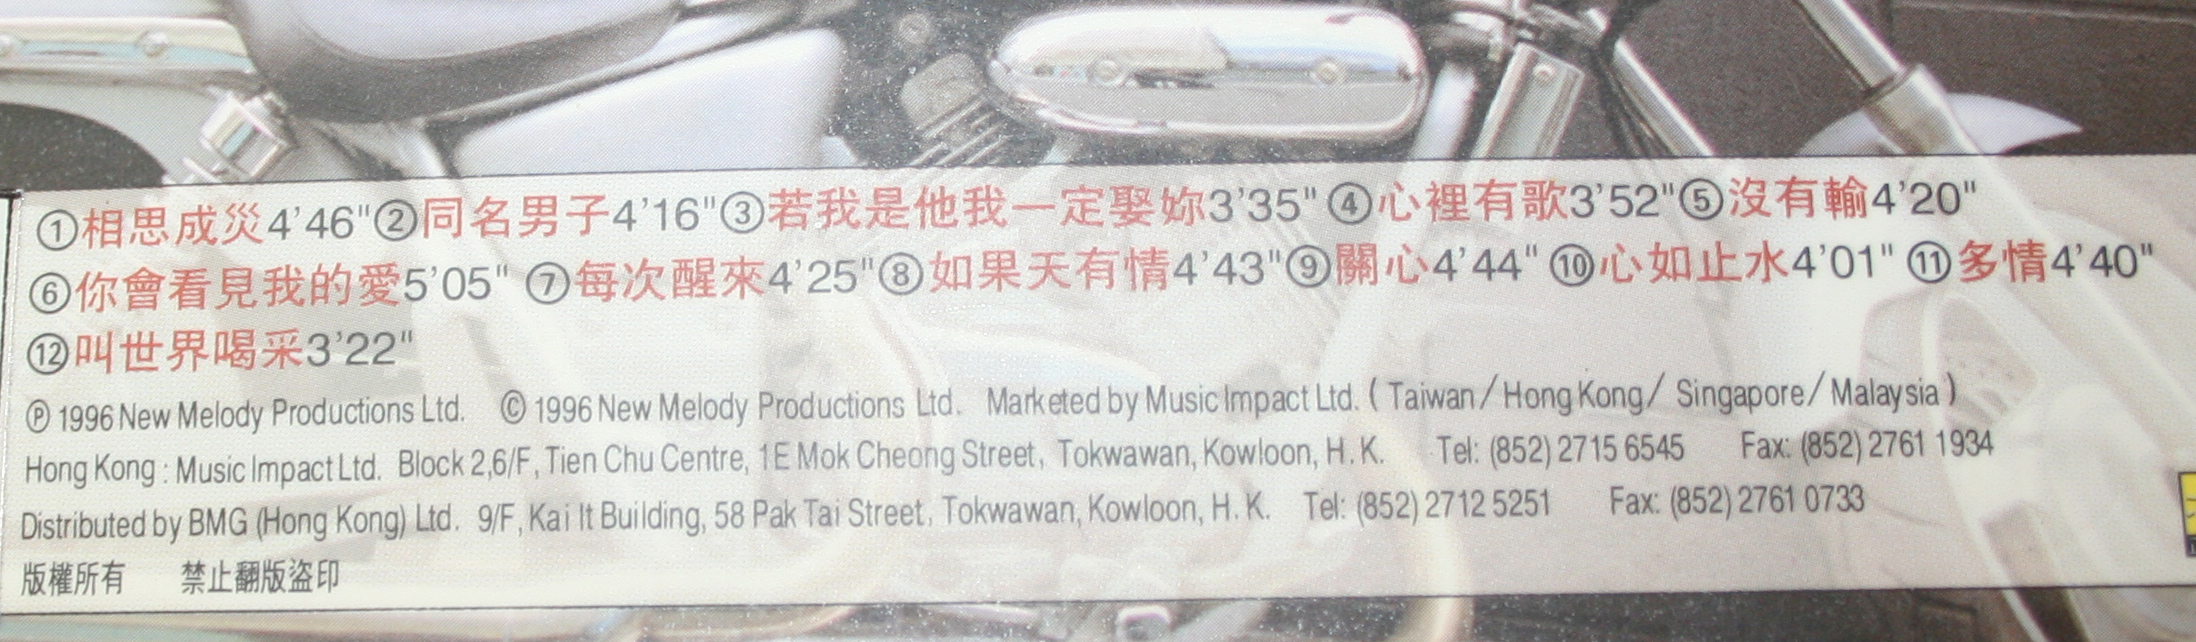 ①相思成災4'46"②同名男子4'16"③若我是他我一定娶妳3'35"④心裡有歌3'52"⑤沒有輸4'20"
⑥你會看見我的愛5'05" ⑦每次醒來4'25"⑧如果天有情4'43"⑨關心4'44" ⑩心如止水4'01" ⑪多情4'40"
⑫叫世界喝采3'22"
Ⓟ 1996 New Melody Productions Ltd. © 1996 New Melody Productions Ltd. Marketed by Music Impact Ltd. ( Taiwan / Hong Kong / Singapore / Malaysia )
Hong Kong : Music Impact Ltd. Block 2,6/F, Tien Chu Centre, 1E Mok Cheong Street, Tokwawan, Kowloon, H. K. Tel: (852) 2715 6545 Fax: (852) 2761 1934
Distributed by BMG (Hong Kong) Ltd. 9/F, Kai It Building, 58 Pak Tai Street, Tokwawan, Kowloon, H. K. Tel: (852) 2712 5251 Fax: (852) 2761 0733
版權所有 禁止翻版盜印